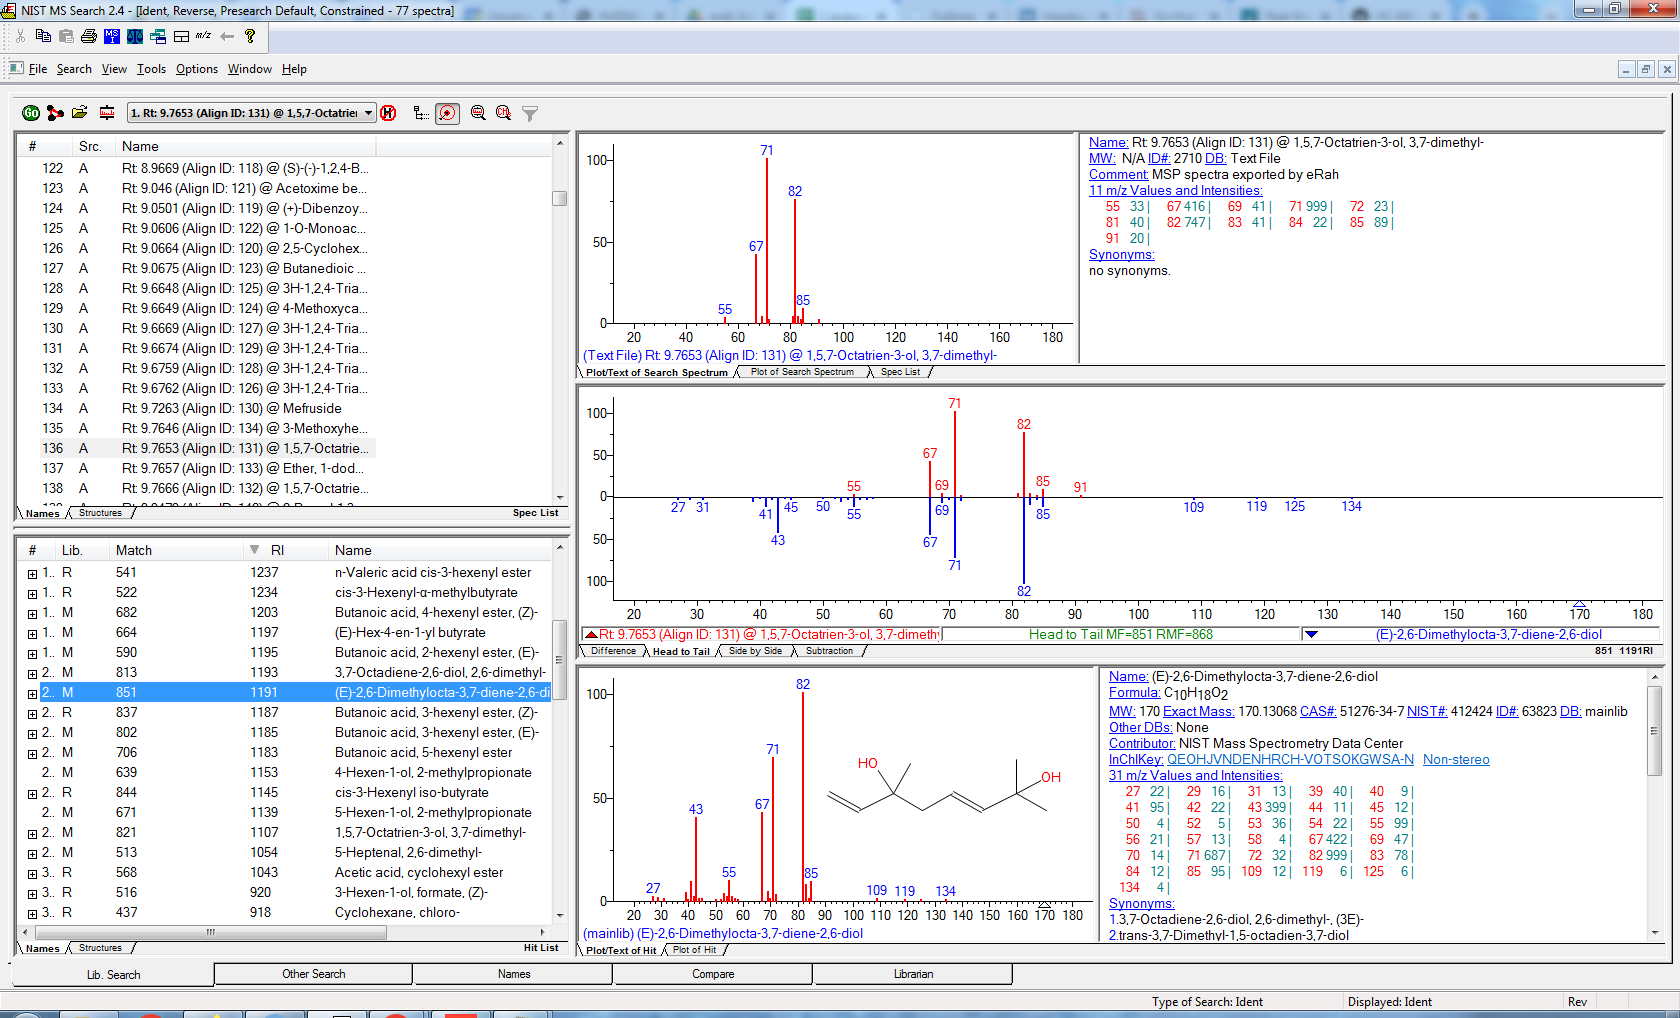 NIST MS Search 2.4 - [Ident, Reverse, Presearch Default, Constrained - 77 spectra]
m/z
File Search View Tools Options Window Help
1. Rt: 9.7653 (Align ID: 131) @ 1,5,7-Octatrie
# Src. Name
122 A Rt: 8.9669 (Align ID: 118) @ (S)-(-)-1,2,4-B...
123 A Rt: 9.046 (Align ID: 121) @ Acetoxime be...
124 A Rt: 9.0501 (Align ID: 119) @ (+)-Dibenzoy...
125 A Rt: 9.0606 (Align ID: 122) @ 1-O-Monoac...
126 A Rt: 9.0664 (Align ID: 120) @ 2,5-Cyclohex...
127 A Rt: 9.0675 (Align ID: 123) @ Butanedioic ...
128 A Rt: 9.6648 (Align ID: 125) @ 3H-1,2,4-Tria...
129 A Rt: 9.6649 (Align ID: 124) @ 4-Methoxyca...
130 A Rt: 9.6669 (Align ID: 127) @ 3H-1,2,4-Tria...
131 A Rt: 9.6674 (Align ID: 129) @ 3H-1,2,4-Tria...
132 A Rt: 9.6759 (Align ID: 128) @ 3H-1,2,4-Tria...
133 A Rt: 9.6762 (Align ID: 126) @ 3H-1,2,4-Tria...
134 A Rt: 9.7263 (Align ID: 130) @ Mefruside
135 A Rt: 9.7646 (Align ID: 134) @ 3-Methoxyhe...
136 A Rt: 9.7653 (Align ID: 131) @ 1,5,7-Octatrie...
137 A Rt: 9.7657 (Align ID: 133) @ Ether, 1-dod...
138 A Rt: 9.7666 (Align ID: 132) @ 1,5,7-Octatrie...
Names Structures Spec List
# Lib. Match RI Name
1.. R 541 1237 n-Valeric acid cis-3-hexenyl ester
1.. R 522 1234 cis-3-Hexenyl-α-methylbutyrate
1.. M 682 1203 Butanoic acid, 4-hexenyl ester, (Z)-
1.. M 664 1197 (E)-Hex-4-en-1-yl butyrate
1.. M 590 1195 Butanoic acid, 2-hexenyl ester, (E)-
2.. M 813 1193 3,7-Octadiene-2,6-diol, 2,6-dimethyl-
2.. M 851 1191 (E)-2,6-Dimethylocta-3,7-diene-2,6-di
2.. R 837 1187 Butanoic acid, 3-hexenyl ester, (Z)-
2.. M 802 1185 Butanoic acid, 3-hexenyl ester, (E)-
2.. M 706 1183 Butanoic acid, 5-hexenyl ester
2.. M 639 1153 4-Hexen-1-ol, 2-methylpropionate
2.. R 844 1145 cis-3-Hexenyl iso-butyrate
2.. M 671 1139 5-Hexen-1-ol, 2-methylpropionate
2.. M 821 1107 1,5,7-Octatrien-3-ol, 3,7-dimethyl-
2.. M 513 1054 5-Heptenal, 2,6-dimethyl-
3.. R 568 1043 Acetic acid, cyclohexyl ester
3.. R 516 920 3-Hexen-1-ol, formate, (Z)-
3.. R 437 918 Cyclohexane, chloro-
Names Structures Hit List
100
50
0
71
82
67
55
85
20 40 60 80 100 120 140 160 180
(Text File) Rt: 9.7653 (Align ID: 131) @ 1,5,7-Octatrien-3-ol, 3,7-dimethyl-
Plot/Text of Search Spectrum Plot of Search Spectrum Spec List
Name: Rt: 9.7653 (Align ID: 131) @ 1,5,7-Octatrien-3-ol, 3,7-dimethyl-
MW: N/A ID#: 2710 DB: Text File
Comment: MSP spectra exported by eRah
11 m/z Values and Intensities:
55 33| 67 416| 69 41| 71 999| 72 23|
81 40| 82 747| 83 41| 84 22| 85 89|
91 20|
Synonyms:
no synonyms.
100
50
0
50
100
71
82
67
55 69 85 91
27 31 41 45 50 55 69 85 109 119 125 134
43 67
71
82
20 30 40 50 60 70 80 90 100 110 120 130 140 150 160 170 180
Rt: 9.7653 (Align ID: 131) @ 1,5,7-Octatrien-3-ol, 3,7-dimethy Head to Tail MF=851 RMF=868 (E)-2,6-Dimethylocta-3,7-diene-2,6-diol
Difference Head to Tail Side by Side Subtraction 851 1191RI
100
50
0
82
71
43 67
27 55 85 109 119 134
HO
OH
20 30 40 50 60 70 80 90 100 110 120 130 140 150 160 170 180
(mainlib) (E)-2,6-Dimethylocta-3,7-diene-2,6-diol
Plot/Text of Hit Plot of Hit
Name: (E)-2,6-Dimethylocta-3,7-diene-2,6-diol
Formula: C10H18O2
MW: 170 Exact Mass: 170.13068 CAS#: 51276-34-7 NIST#: 412424 ID#: 63823 DB: mainlib
Other DBs: None
Contributor: NIST Mass Spectrometry Data Center
InChIKey: QEOHJVNDENHRCH-VOTSOKGWSA-N Non-stereo
31 m/z Values and Intensities:
27 22| 29 16| 31 13| 39 40| 40 9|
41 95| 42 22| 43 399| 44 11| 45 12|
50 4| 52 5| 53 36| 54 22| 55 99|
56 21| 57 13| 58 4| 67 422| 69 47|
70 14| 71 687| 72 32| 82 999| 83 78|
84 12| 85 95| 109 12| 119 6| 125 6|
134 4|
Synonyms:
1.3,7-Octadiene-2,6-diol, 2,6-dimethyl-, (3E)-
2.trans-3,7-Dimethyl-1,5-octadien-3,7-diol
Lib. Search Other Search Names Compare Librarian
Type of Search: Ident Displayed: Ident Rev